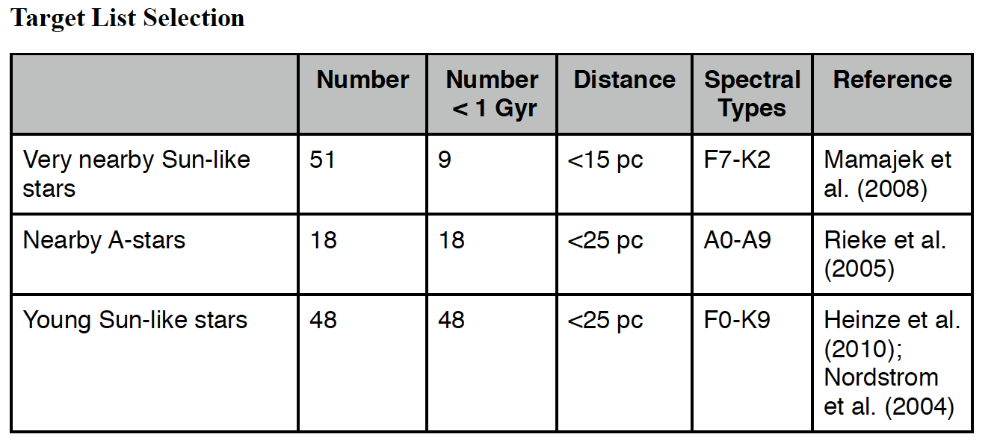 Target List Selection
Number
Number
< 1 Gyr
Distance
Spectral
Types
Reference
Very nearby Sun-like
stars
51
9
<15 pc
F7-K2
Mamajek et
al. (2008)
Nearby A-stars
18
18
<25 pc
A0-A9
Rieke et al.
(2005)
Young Sun-like stars
48
48
<25 pc
F0-K9
Heinze et al.
(2010);
Nordstrom
et al. (2004)